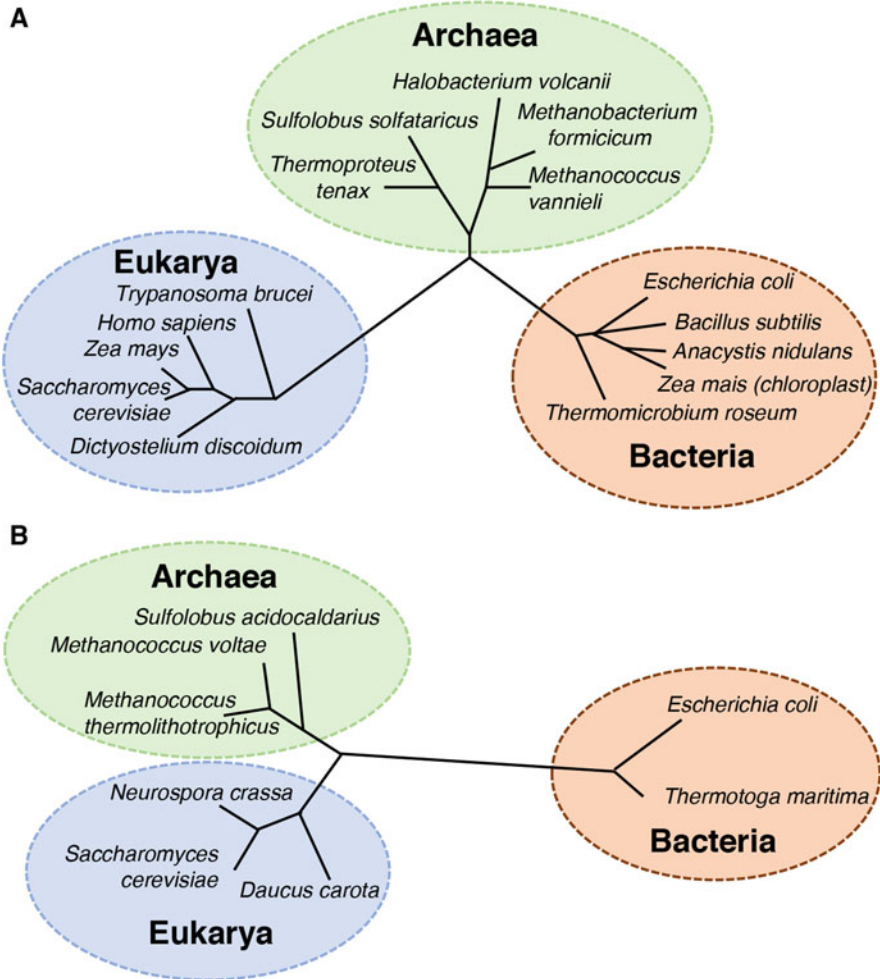 A
Archaea
Halobacterium volcanii
Sulfolobus solfataricus
Methanobacterium
formicicum
Thermoproteus
tenax
Methanococcus
vannieli
Eukarya
Trypanosoma brucei
Homo sapiens
Zea mays
Saccharomyces
cerevisiae
Dictyostelium discoidum
Escherichia coli
Bacillus subtilis
Anacystis nidulans
Zea mais (chloroplast)
Thermomicrobium roseum
Bacteria
B
Archaea
Sulfolobus acidocaldarius
Methanococcus voltae
Methanococcus
thermolithotrophicus
Neurospora crassa
Saccharomyces
cerevisiae
Daucus carota
Eukarya
Escherichia coli
Thermotoga maritima
Bacteria